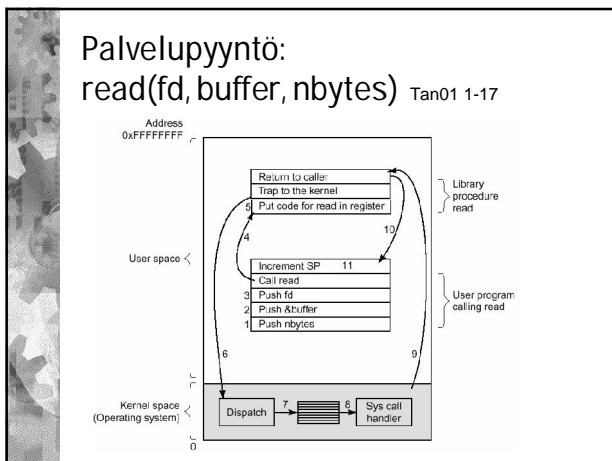 Palvelupyyntö:
read(fd, buffer, nbytes) Tan01 1-17
Address
0xFFFFFFFF
Return to caller
Trap to the kernel
5 Put code for read in register
Library
procedure
read
4
10
User space
Increment SP 11
Call read
3 Push fd
2 Push &buffer
1 Push nbytes
User program
calling read
6
9
Kernel space
(Operating system)
Dispatch
7
8
Sys call
handler
0